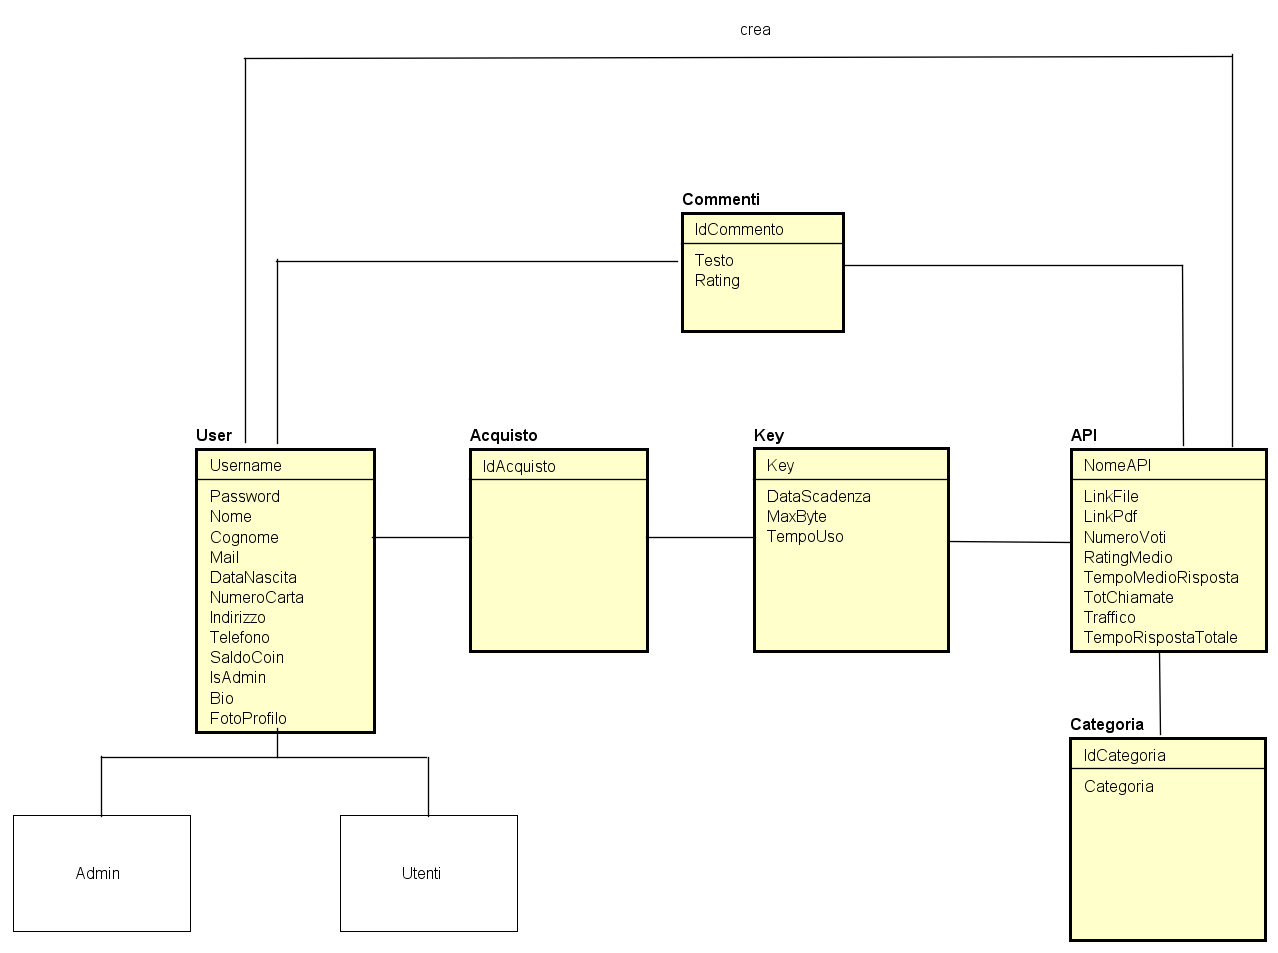 crea
Commenti
IdCommento
Testo
Rating
User
Username
Password
Nome
Cognome
Mail
DataNascita
NumeroCarta
Indirizzo
Telefono
SaldoCoin
IsAdmin
Bio
FotoProfilo
Acquisto
IdAcquisto
Key
Key
DataScadenza
MaxByte
TempoUso
API
NomeAPI
LinkFile
LinkPdf
NumeroVoti
RatingMedio
TempoMedioRisposta
TotChiamate
Traffico
TempoRispostaTotale
Categoria
IdCategoria
Categoria
Admin
Utenti